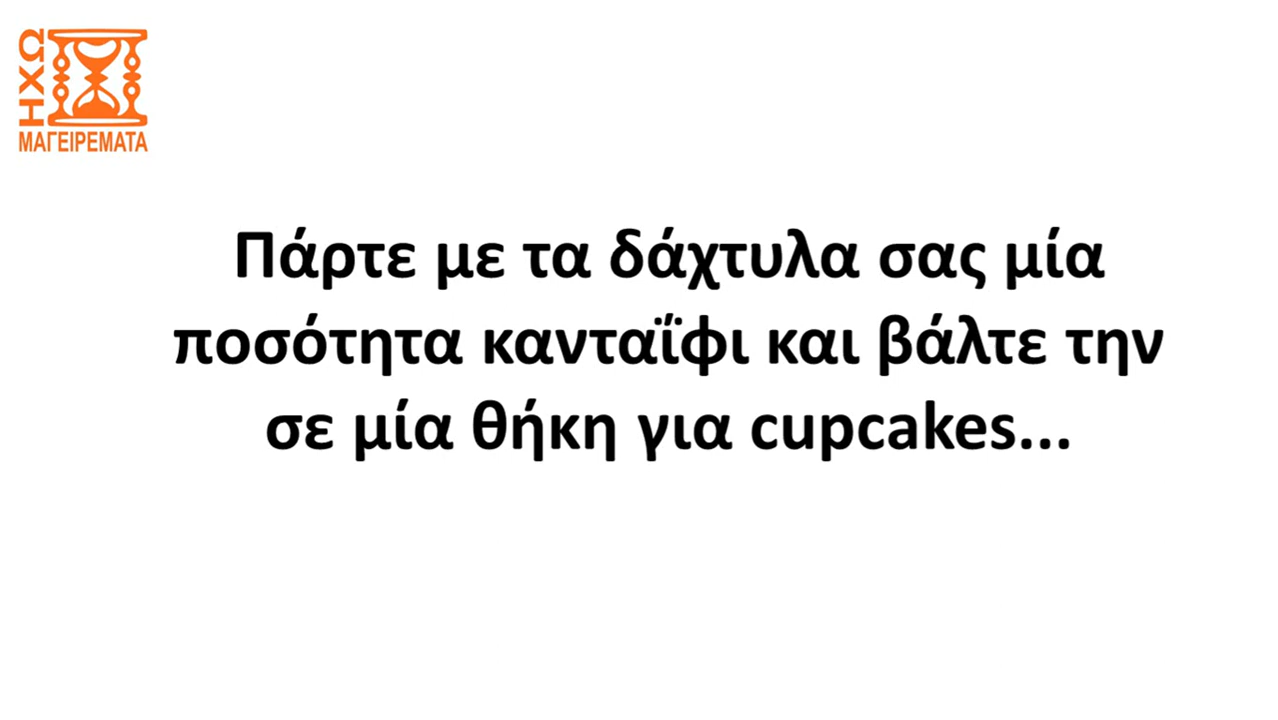 ΗΧΩ
ΜΑΓΕΙΡΕΜΑΤΑ
Πάρτε με τα δάχτυλα σας μία
ποσότητα κανταΐφι και βάλτε την
σε μία θήκη για cupcakes...